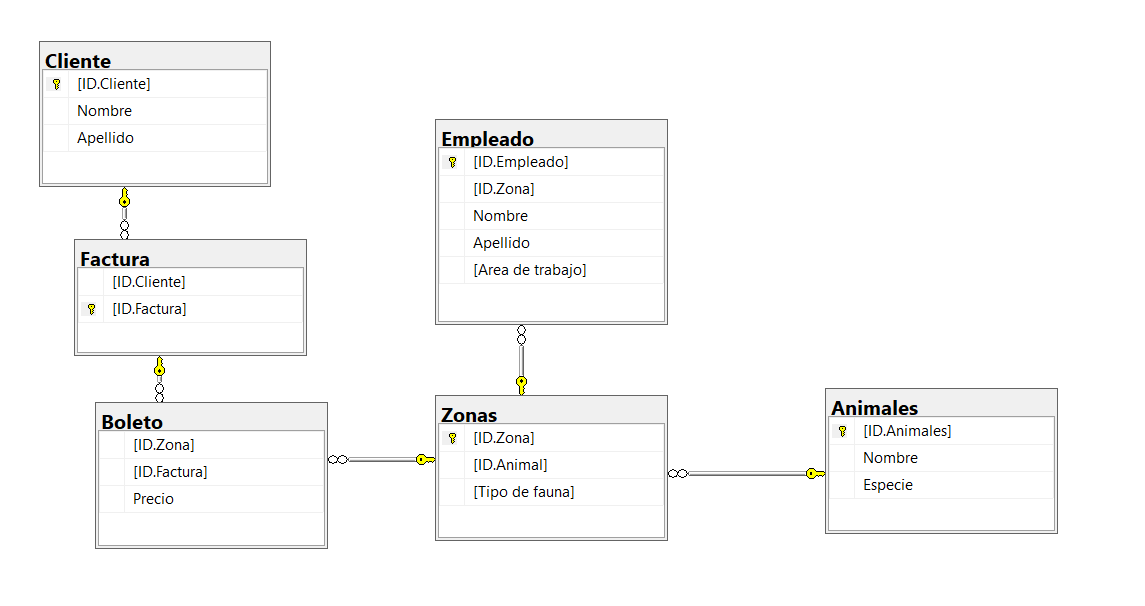 Cliente
[ID.Cliente]
Nombre
Apellido
Factura
[ID.Cliente]
[ID.Factura]
Boleto
[ID.Zona]
[ID.Factura]
Precio
Empleado
[ID.Empleado]
[ID.Zona]
Nombre
Apellido
[Area de trabajo]
Zonas
[ID.Zona]
[ID.Animal]
[Tipo de fauna]
Animales
[ID.Animales]
Nombre
Especie